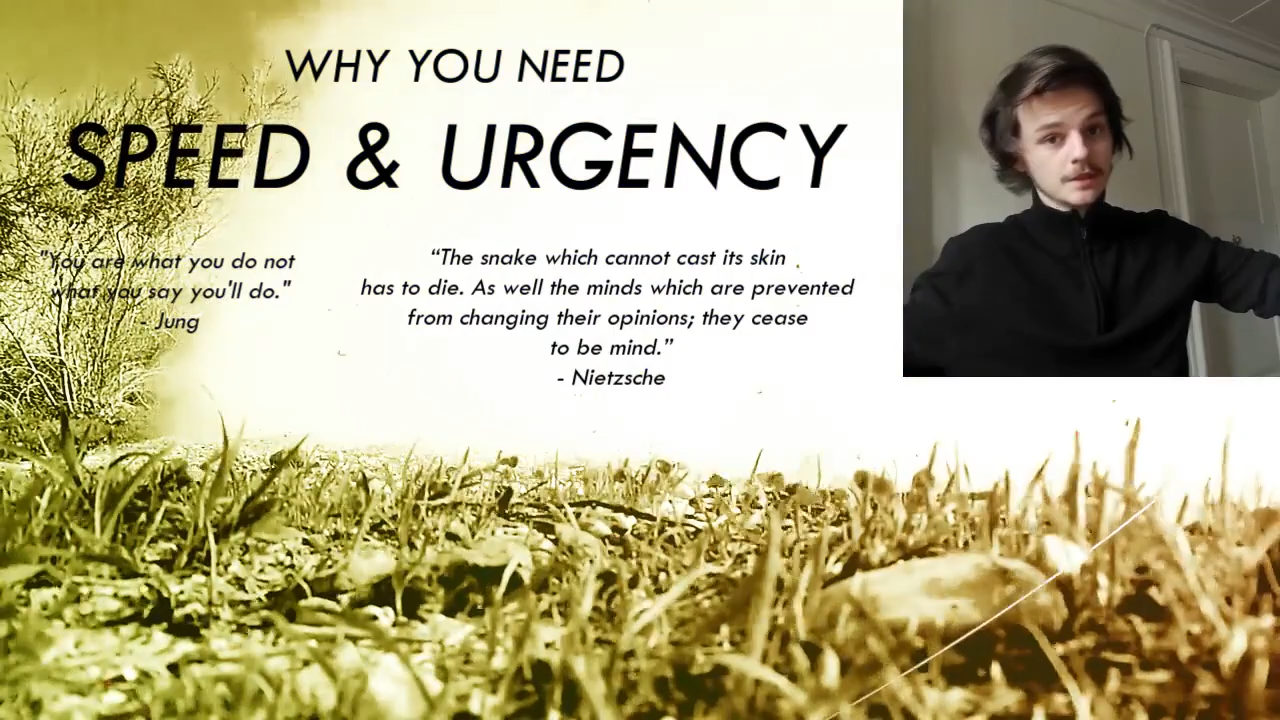 WHY YOU NEED
SPEED & URGENCY
"You are what you do not
what you say you'll do."
- Jung
“The snake which cannot cast its skin
has to die. As well the minds which are prevented
from changing their opinions; they cease
to be mind.”
- Nietzsche